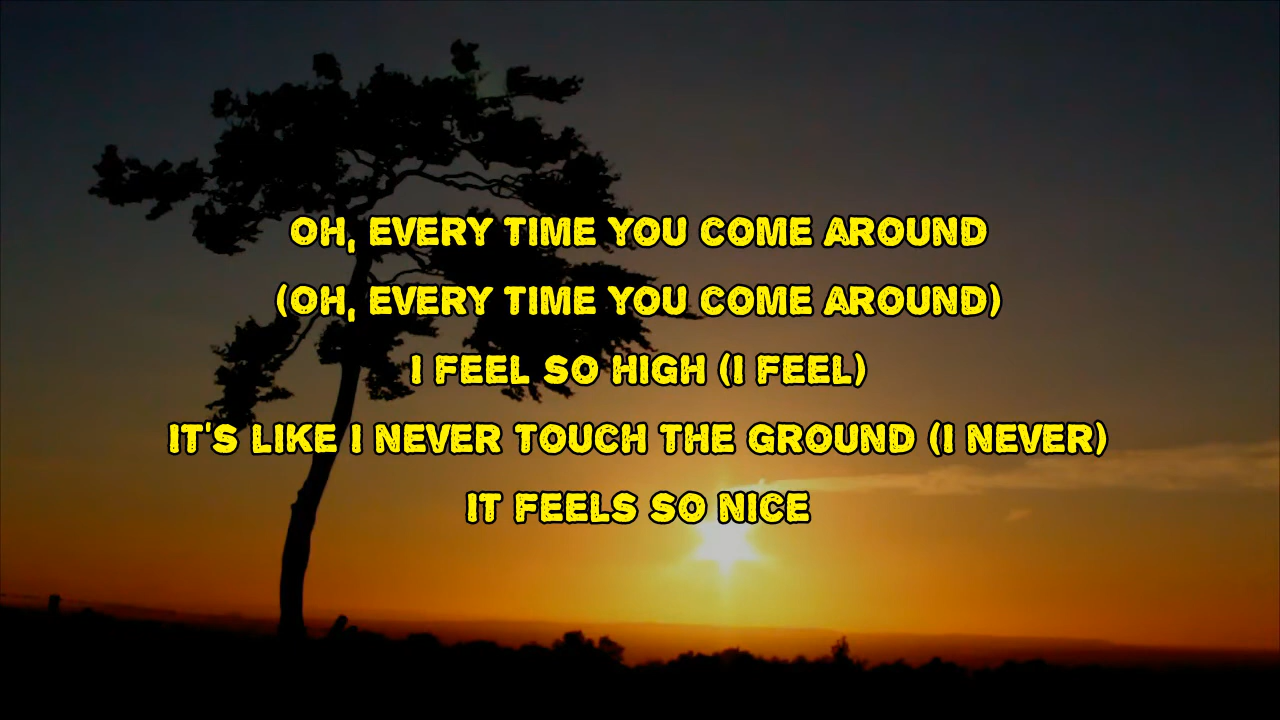 OH, EVERY TIME YOU COME AROUND
(OH, EVERY TIME YOU COME AROUND)
I FEEL SO HIGH (I FEEL)
IT'S LIKE I NEVER TOUCH THE GROUND (I NEVER)
IT FEELS SO NICE